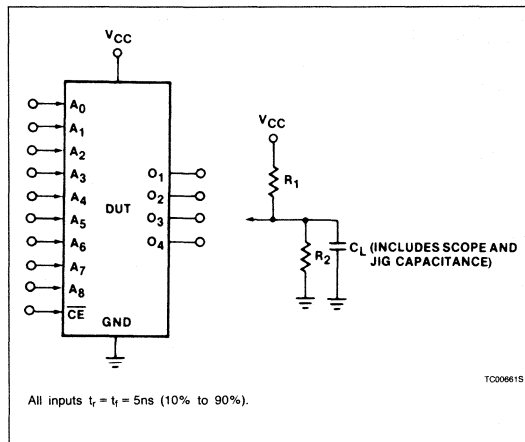 VCC
A0
A1
A2
A3
A4
A5
A6
A7
A8
CE
DUT
O1
O2
O3
O4
GND
VCC
R1
R2
CL (INCLUDES SCOPE AND
JIG CAPACITANCE)
TC00661S
All inputs tr = tf = 5ns (10% to 90%).